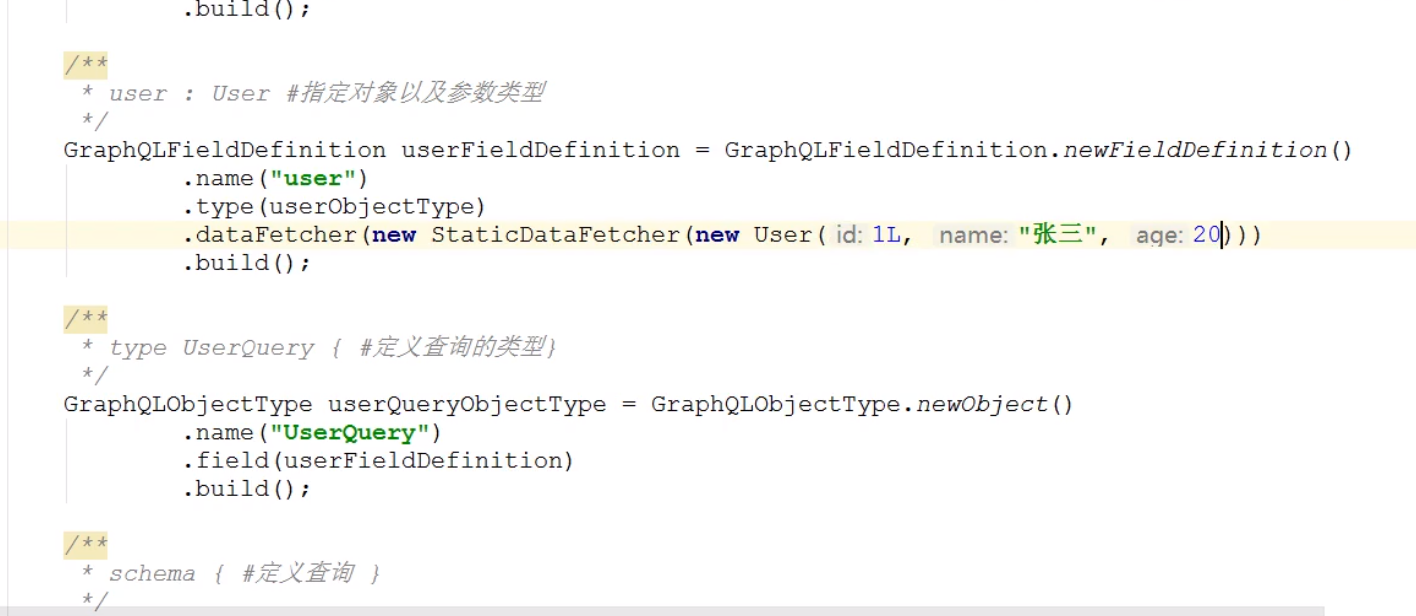 .build();
/**
* user : User #指定对象以及参数类型
*/
GraphQLFieldDefinition userFieldDefinition = GraphQLFieldDefinition.newFieldDefinition()
.name("user")
.type(userObjectType)
.dataFetcher(new StaticDataFetcher(new User( id: 1L, name: "张三", age: 20)))
.build();
/**
* type UserQuery { #定义查询的类型}
*/
GraphQLObjectType userQueryObjectType = GraphQLObjectType.newObject()
.name("UserQuery")
.field(userFieldDefinition)
.build();
/**
* schema { #定义查询 }
*/